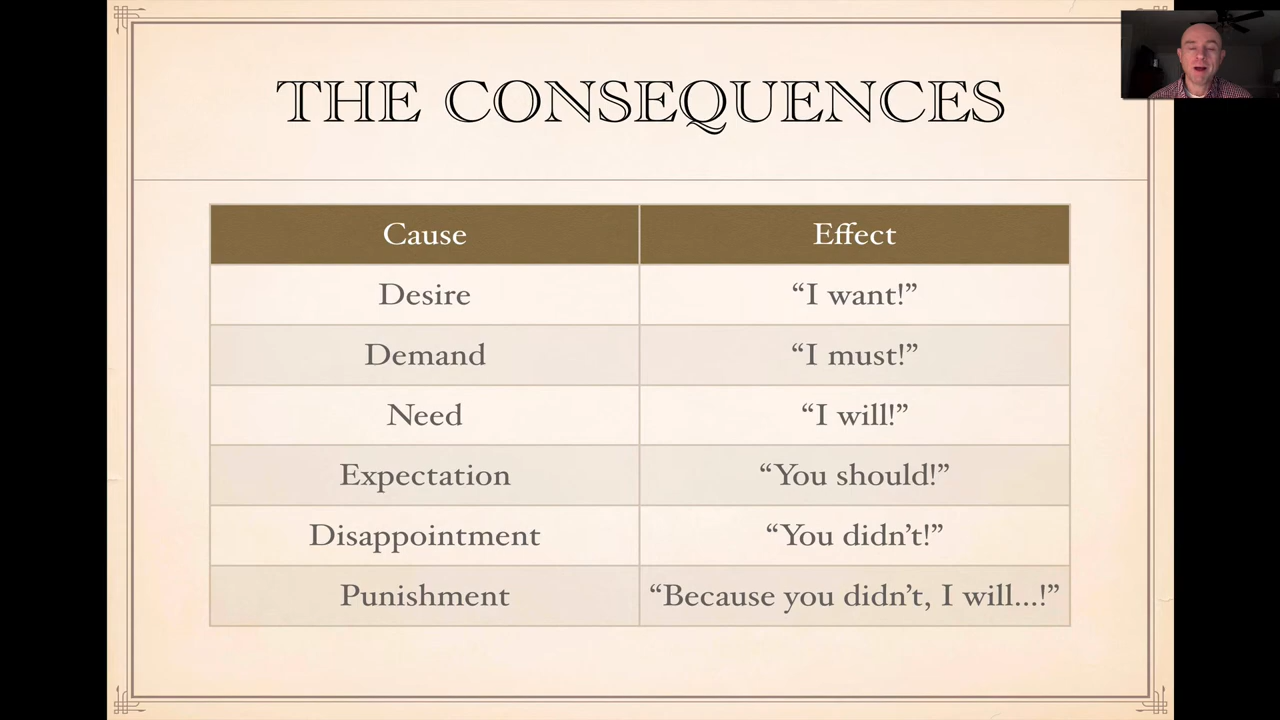 THE CONSEQUENCES
Cause Effect
Desire “I want!”
Demand “I must!”
Need “I will!”
Expectation “You should!”
Disappointment “You didn’t!”
Punishment “Because you didn’t, I will...!”